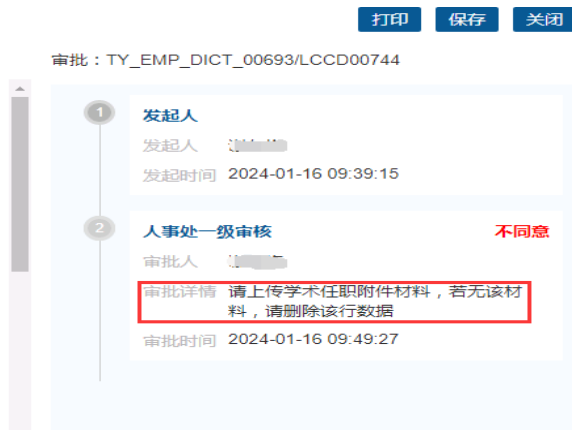 打印 保存 关闭
审批：TY_EMP_DICT_00693/LCCD00744
1 发起人
发起人
发起时间 2024-01-16 09:39:15
2 人事处一级审核 不同意
审批人
审批详情 请上传学术任职附件材料，若无该材
料，请删除该行数据
审批时间 2024-01-16 09:49:27